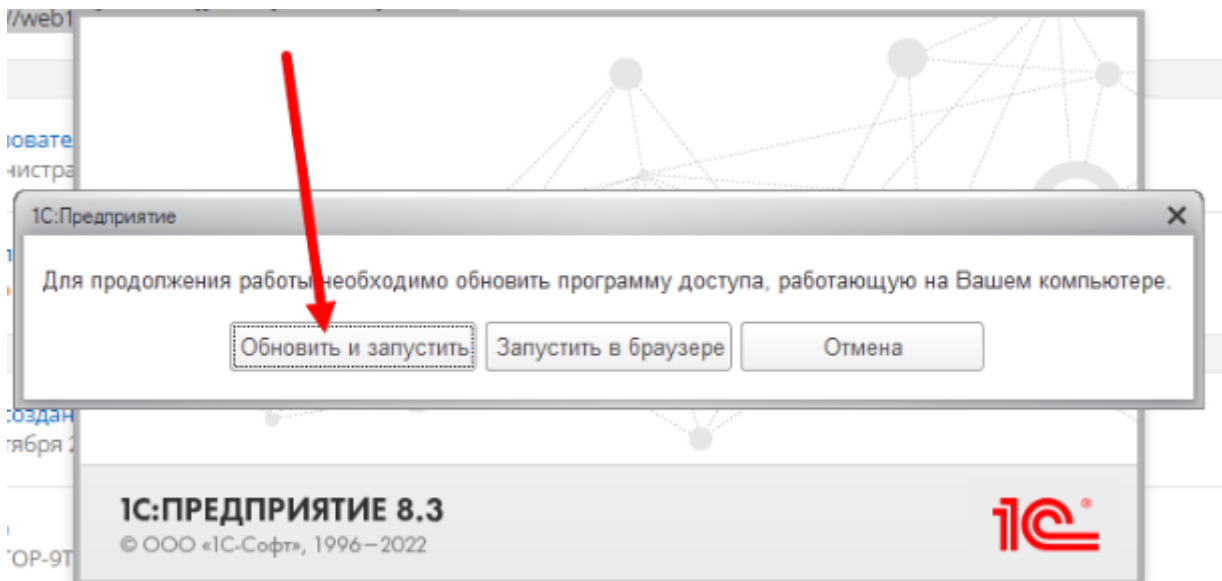 //web1
1С:Предприятие
Для продолжения работы необходимо обновить программу доступа, работающую на Вашем компьютере.
Обновить и запустить
Запустить в браузере
Отмена
1С:ПРЕДПРИЯТИЕ 8.3
© ООО «1С-Софт», 1996–2022
1С